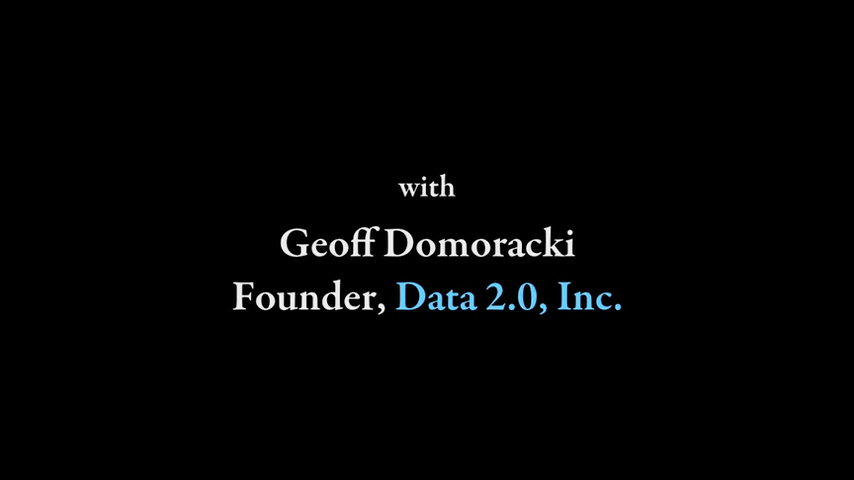 with
Geoff Domoracki
Founder, Data 2.0, Inc.